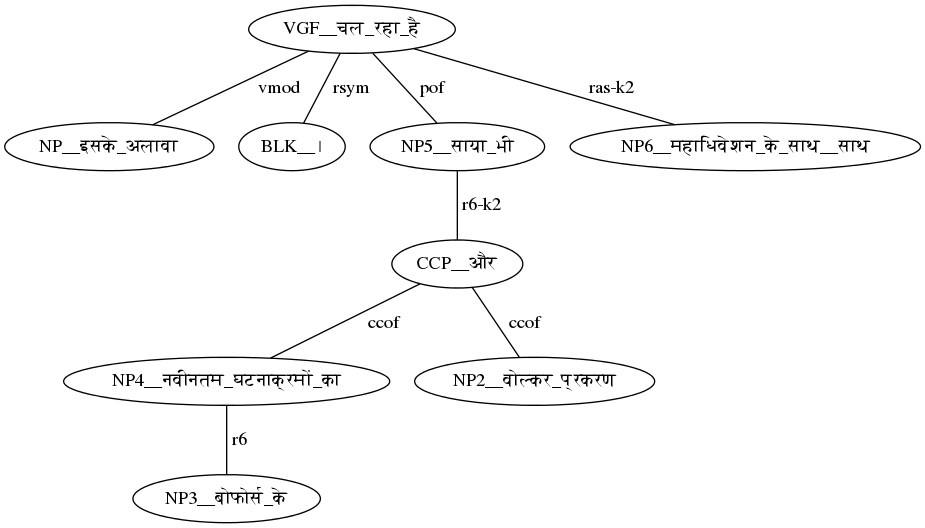 VGF__चल_रहा_है
vmod rsym pof ras-k2
NP__इसके_अलावा BLK__। NP5__साया_भी NP6__महाधिवेशन_के_साथ__साथ
r6-k2
CCP__और
ccof ccof
NP4__नवीनतम_घटनाक्रमों_का NP2__वोल्कर_प्रकरण
r6
NP3__बोफोर्स_के